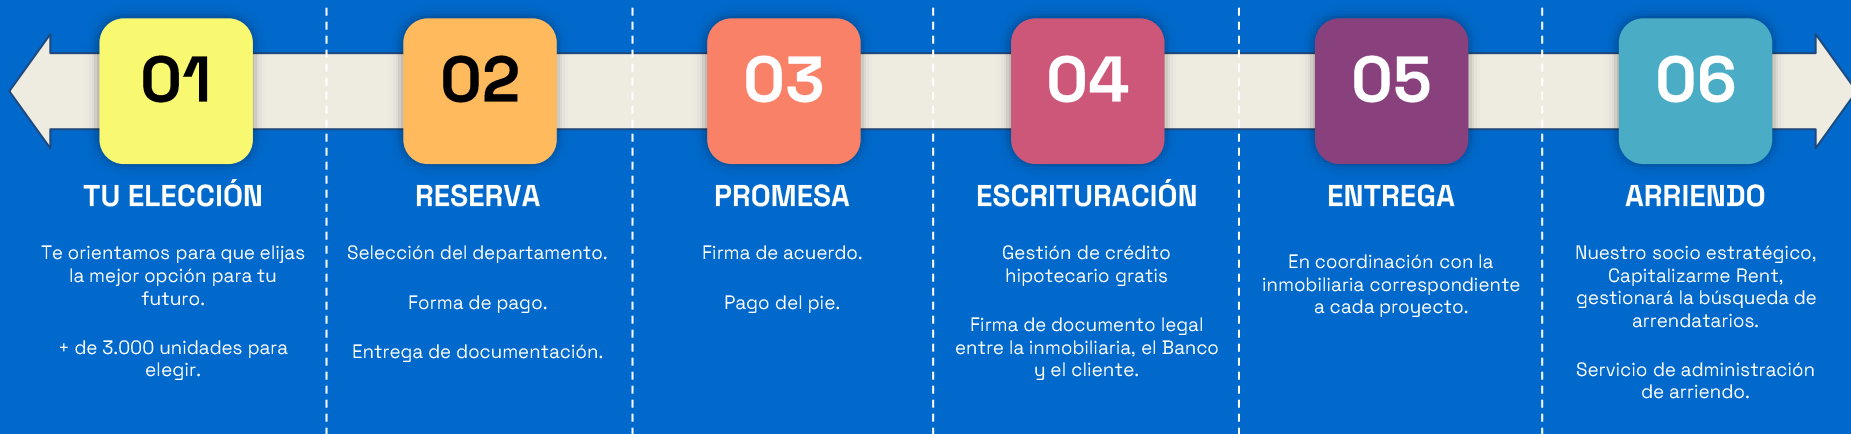 01
TU ELECCIÓN
Te orientamos para que elijas
la mejor opción para tu
futuro.
+ de 3.000 unidades para
elegir.
02
RESERVA
Selección del departamento.
Forma de pago.
Entrega de documentación.
03
PROMESA
Firma de acuerdo.
Pago del pie.
04
ESCRITURACIÓN
Gestión de crédito
hipotecario gratis
Firma de documento legal
entre la inmobiliaria, el Banco
y el cliente.
05
ENTREGA
En coordinación con la
inmobiliaria correspondiente
a cada proyecto.
06
ARRIENDO
Nuestro socio estratégico,
Capitalizarme Rent,
gestionará la búsqueda de
arrendatarios.
Servicio de administración
de arriendo.